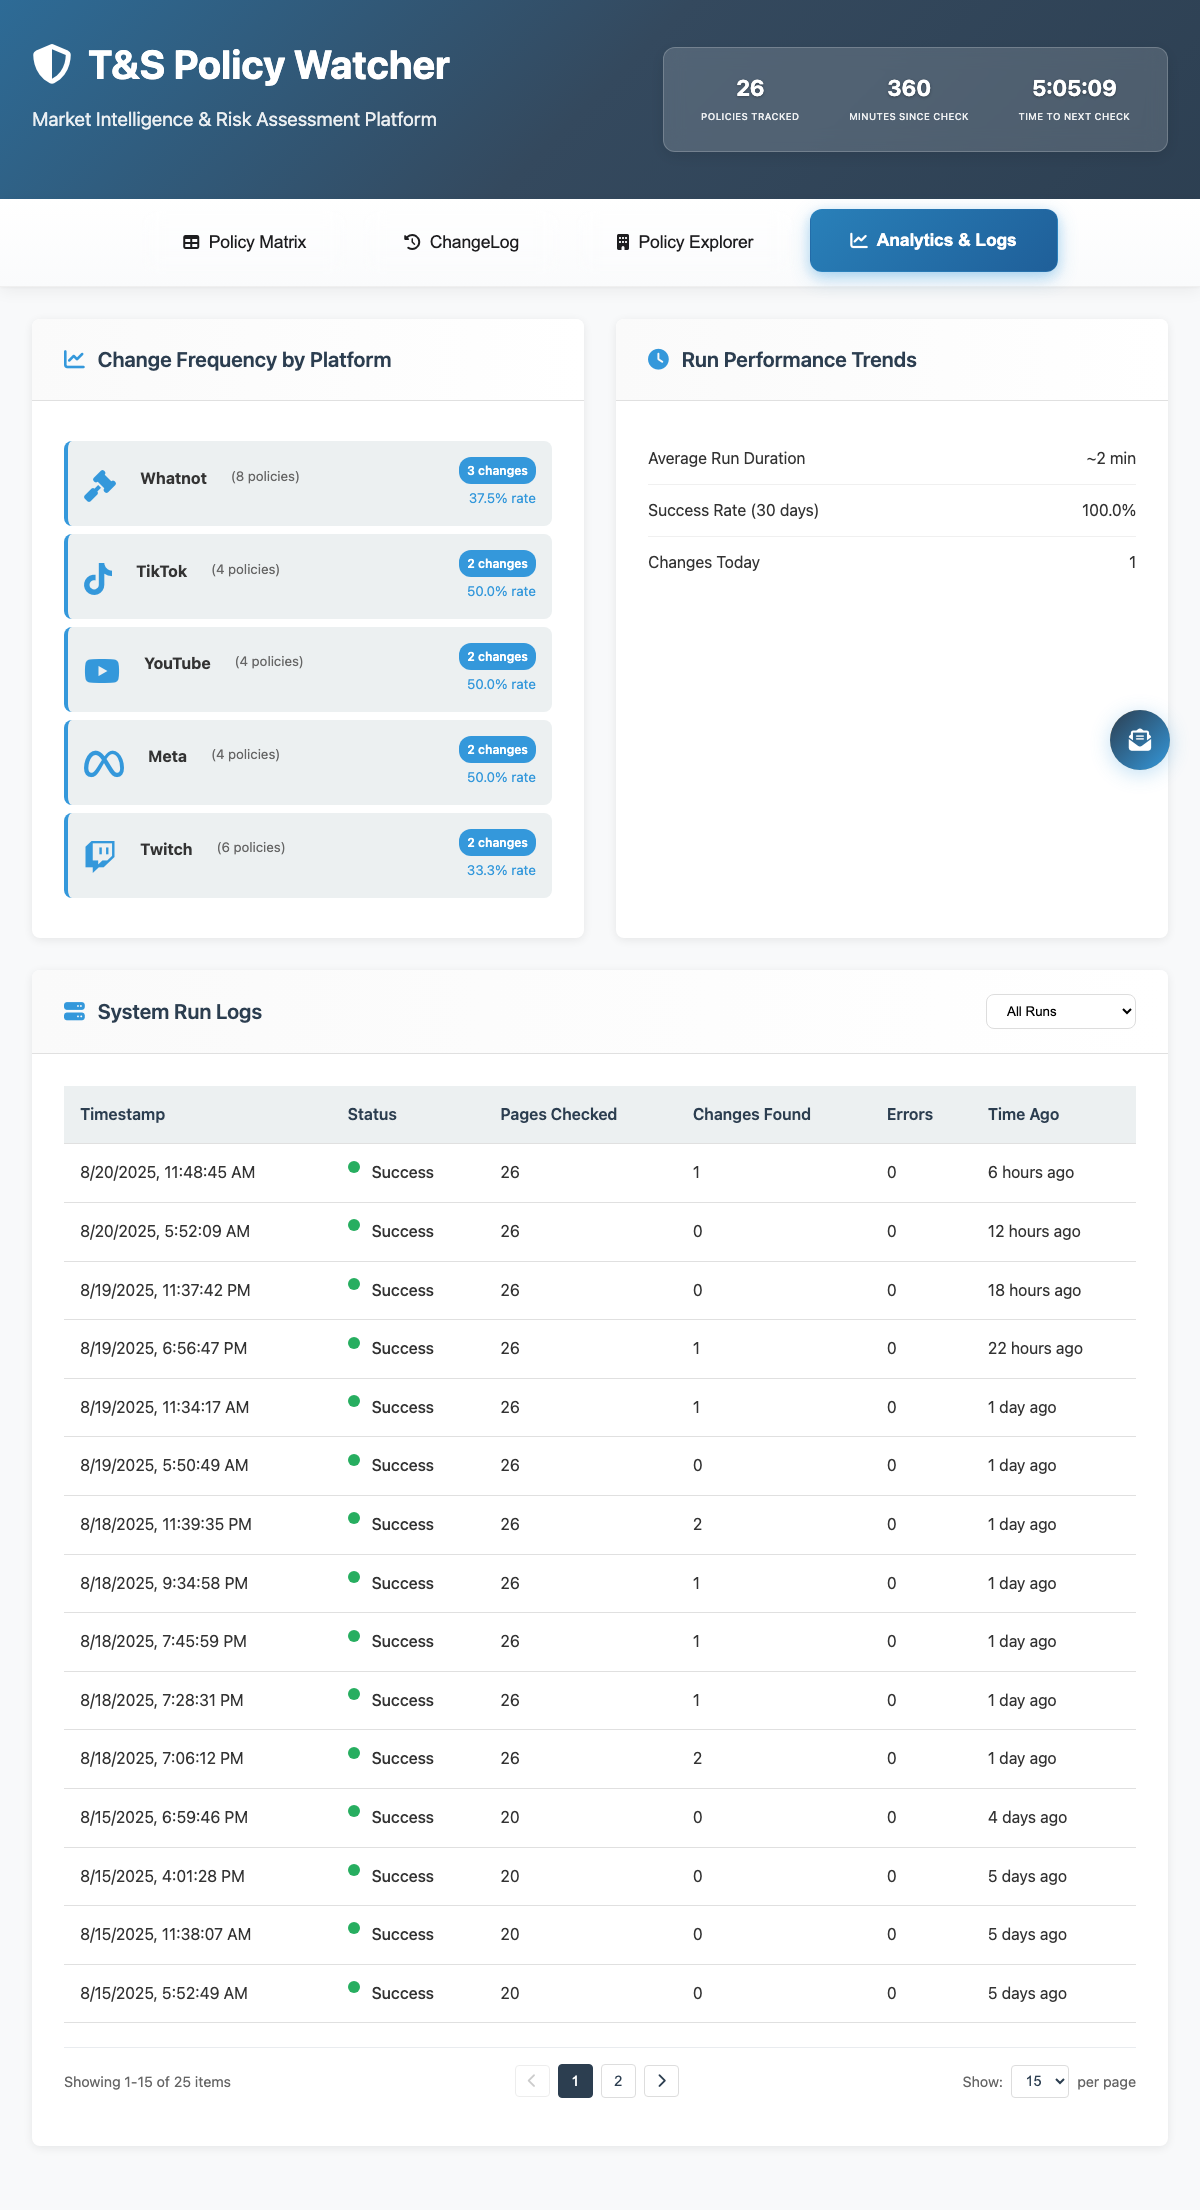 T&S Policy Watcher
Market Intelligence & Risk Assessment Platform
26
POLICIES TRACKED
360
MINUTES SINCE CHECK
5:05:09
TIME TO NEXT CHECK
Policy Matrix
ChangeLog
Policy Explorer
Analytics & Logs
Change Frequency by Platform
Whatnot (8 policies) 3 changes
37.5% rate
TikTok (4 policies) 2 changes
50.0% rate
YouTube (4 policies) 2 changes
50.0% rate
Meta (4 policies) 2 changes
50.0% rate
Twitch (6 policies) 2 changes
33.3% rate
Run Performance Trends
Average Run Duration ~2 min
Success Rate (30 days) 100.0%
Changes Today 1
System Run Logs
All Runs
Timestamp Status Pages Checked Changes Found Errors Time Ago
8/20/2025, 11:48:45 AM Success 26 1 0 6 hours ago
8/20/2025, 5:52:09 AM Success 26 0 0 12 hours ago
8/19/2025, 11:37:42 PM Success 26 0 0 18 hours ago
8/19/2025, 6:56:47 PM Success 26 1 0 22 hours ago
8/19/2025, 11:34:17 AM Success 26 1 0 1 day ago
8/19/2025, 5:50:49 AM Success 26 0 0 1 day ago
8/18/2025, 11:39:35 PM Success 26 2 0 1 day ago
8/18/2025, 9:34:58 PM Success 26 1 0 1 day ago
8/18/2025, 7:45:59 PM Success 26 1 0 1 day ago
8/18/2025, 7:28:31 PM Success 26 1 0 1 day ago
8/18/2025, 7:06:12 PM Success 26 2 0 1 day ago
8/15/2025, 6:59:46 PM Success 20 0 0 4 days ago
8/15/2025, 4:01:28 PM Success 20 0 0 5 days ago
8/15/2025, 11:38:07 AM Success 20 0 0 5 days ago
8/15/2025, 5:52:49 AM Success 20 0 0 5 days ago
Showing 1-15 of 25 items
1 2
Show: 15 per page